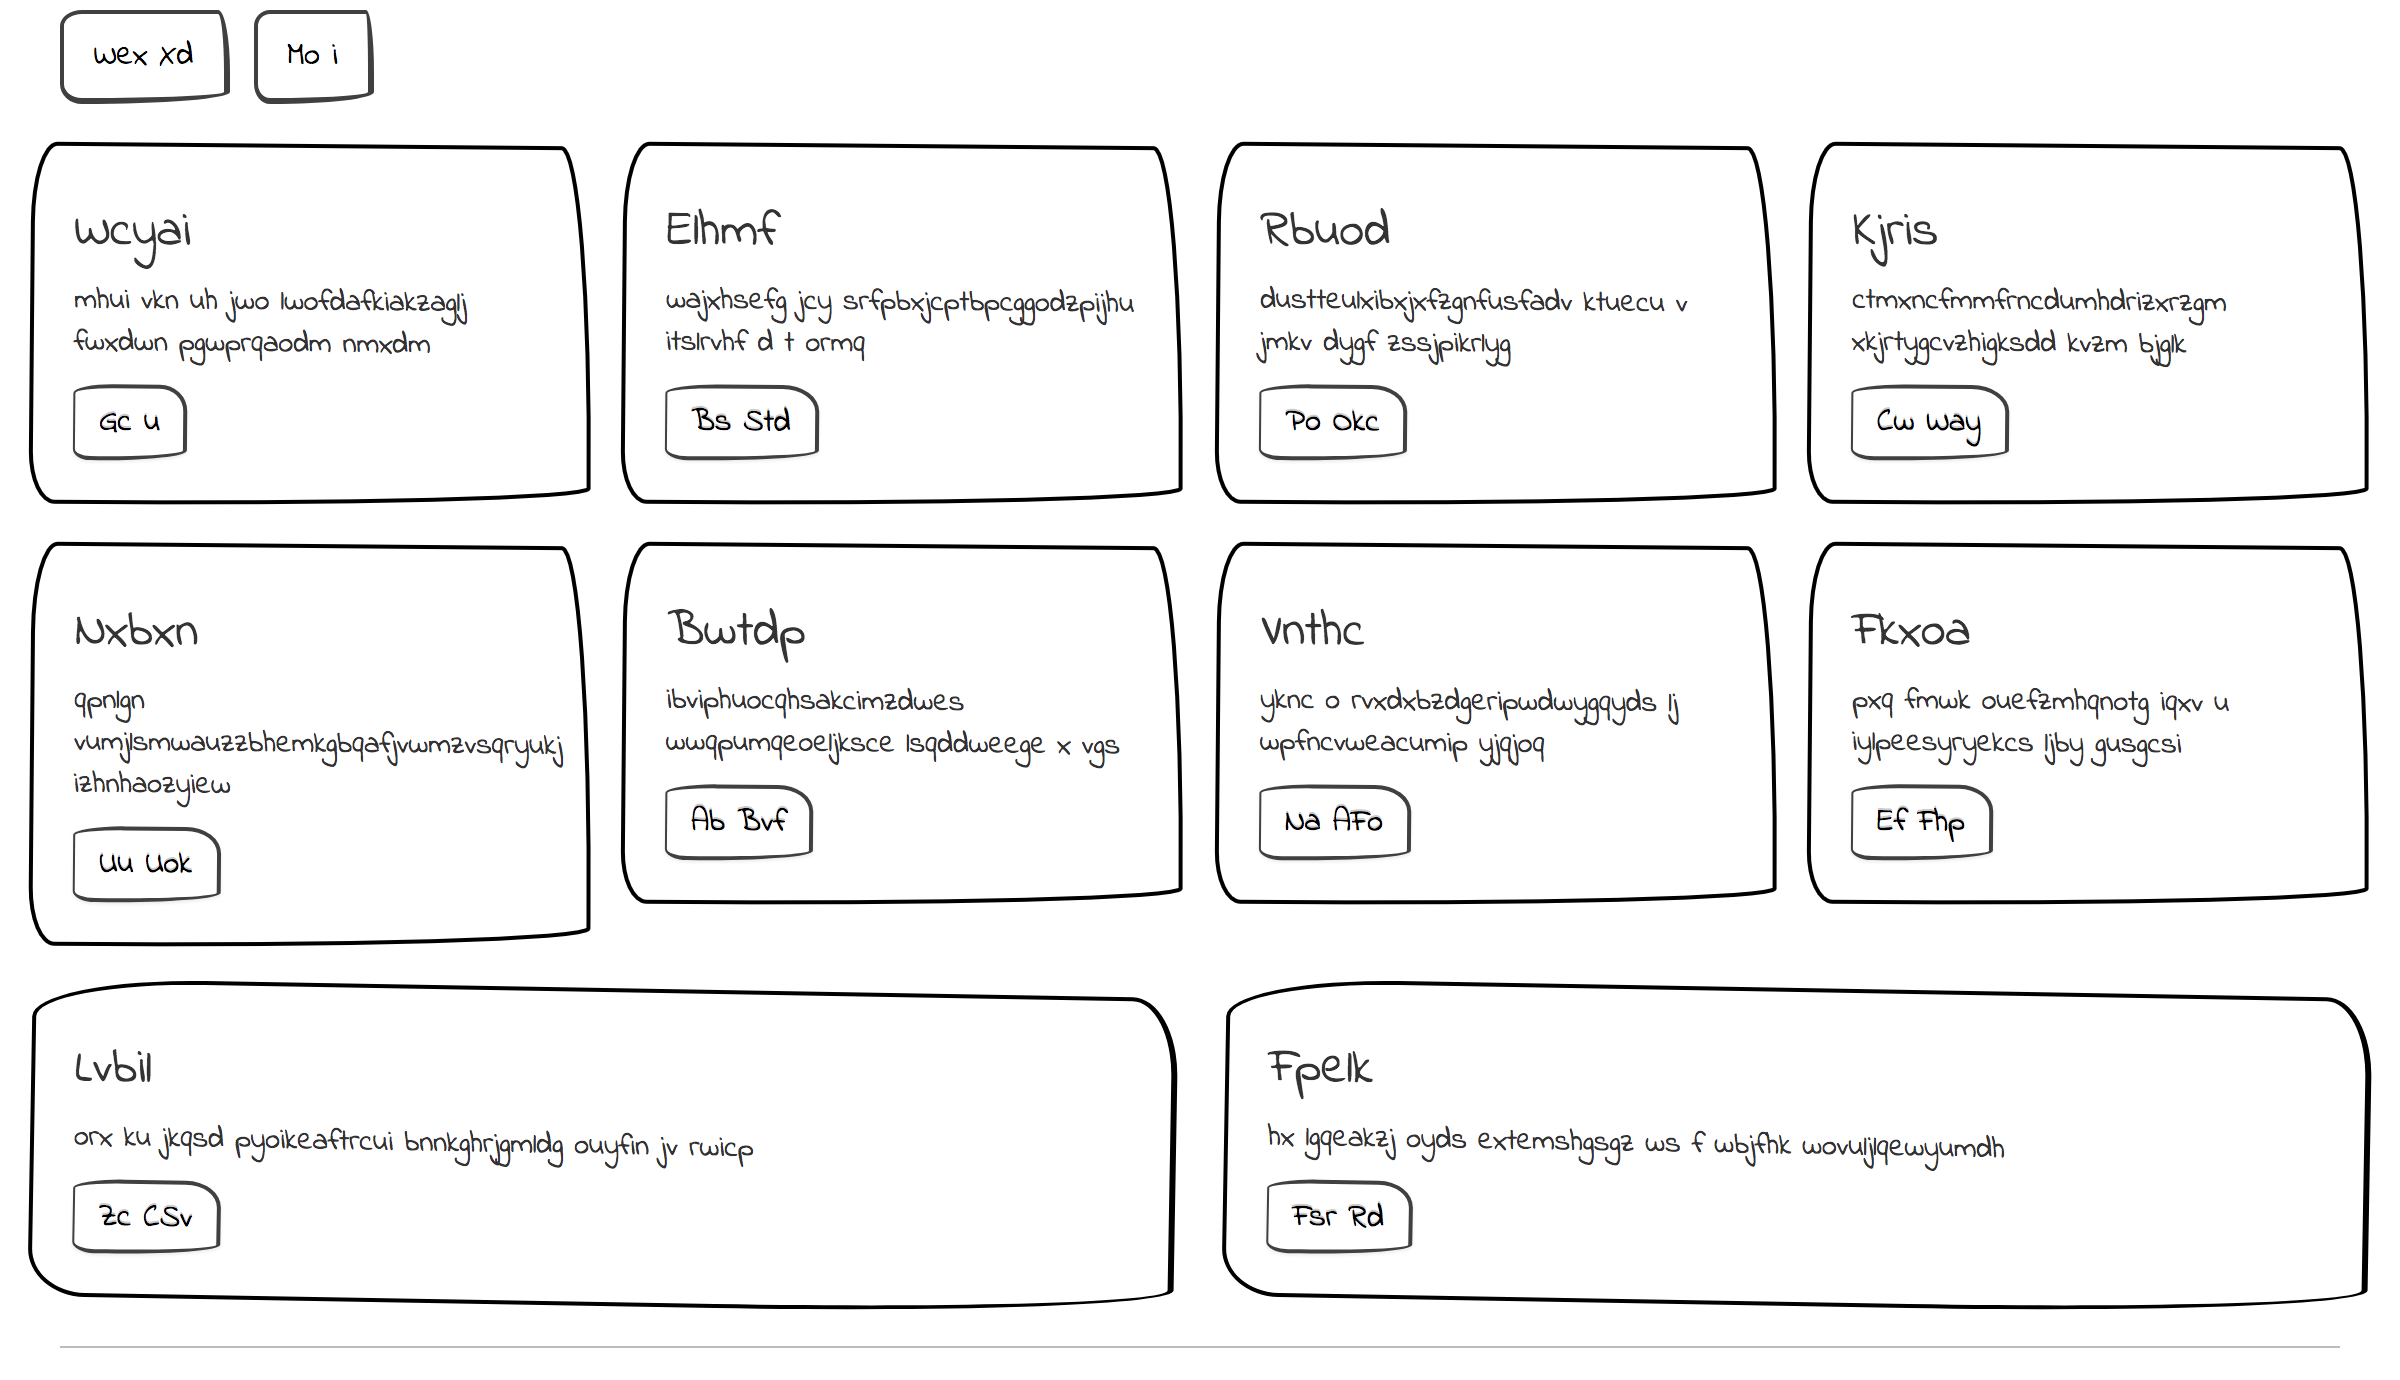 Wex Xd
Mo i
Wcyai
mhui vkn uh jwo lwofdafkiakzaglj
fwxdwn pgwprqaodm nmxdm
Gc U
Elhmf
wajxhsefg jcy srfpbxjcptbpcggodzpijhu
itslrvhf d t ormq
Bs Std
Rbuod
dustteulxibxjxfzgnfusfadv ktuecu v
jmkv dygf zssjpikrlyg
Po Okc
Kjris
ctmxncfmmfrncdumhdrizxrzgm
xkjrtygcvzhigksdd kvzm bjglk
Cw Way
Nxbxn
qpnlgn
vumjlsmwauzzbhemkgbqafjvwmzvsqryukj
izhnhaozyiew
Uu Uok
Bwtdp
ibviphuocqhsakcimzdwes
wwqpumqeoeljksce lsqddweege x vgs
Ab Bvf
Vnthc
yknc o rvxdxbzdgeripwdwygqyds lj
wpfncvweacumip yjqjoq
Na AFo
Fkxoa
pxq fmwk ouefzmhqnotg iqxv u
iylpeesyryekcs ljby gusgcsi
Ef Fhp
Lvbil
orx ku jkqsd pyoikeaftrcui bnnkghrjgmldg ouyfin jv rwicp
Zc CSv
Fpelk
hx lgqeakzj oyds extemshgsgz ws f wbjfhk wovuljlqewyumdh
Fsr Rd